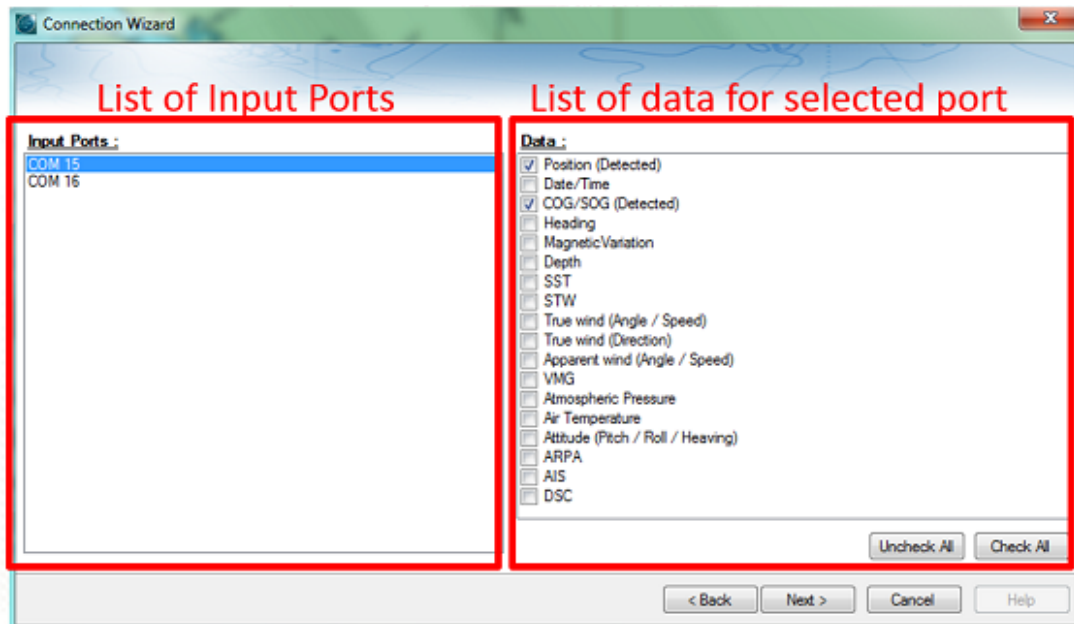 Connection Wizard
List of Input Ports
List of data for selected port
Input Ports :
COM 15
COM 16
Data :
Position (Detected)
Date/Time
COG/SOG (Detected)
Heading
MagneticVariation
Depth
SST
STW
True wind (Angle / Speed)
True wind (Direction)
Apparent wind (Angle / Speed)
VMG
Atmospheric Pressure
Air Temperature
Attitude (Pitch / Roll / Heaving)
ARPA
AIS
DSC
Uncheck All
Check All
< Back
Next >
Cancel
Help